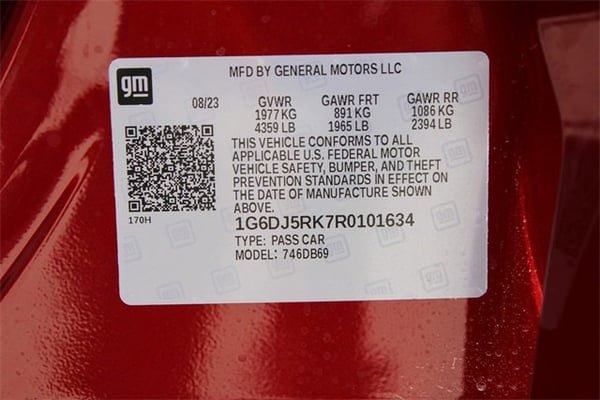 gm
MFD BY GENERAL MOTORS LLC
08/23 GVWR GAWR FRT GAWR RR
1977 KG 891 KG 1086 KG
4359 LB 1965 LB 2394 LB
THIS VEHICLE CONFORMS TO ALL
APPLICABLE U.S. FEDERAL MOTOR
VEHICLE SAFETY, BUMPER, AND THEFT
PREVENTION STANDARDS IN EFFECT ON
THE DATE OF MANUFACTURE SHOWN
ABOVE.
170H
1G6DJ5RK7R0101634
TYPE: PASS CAR
MODEL: 746DB69